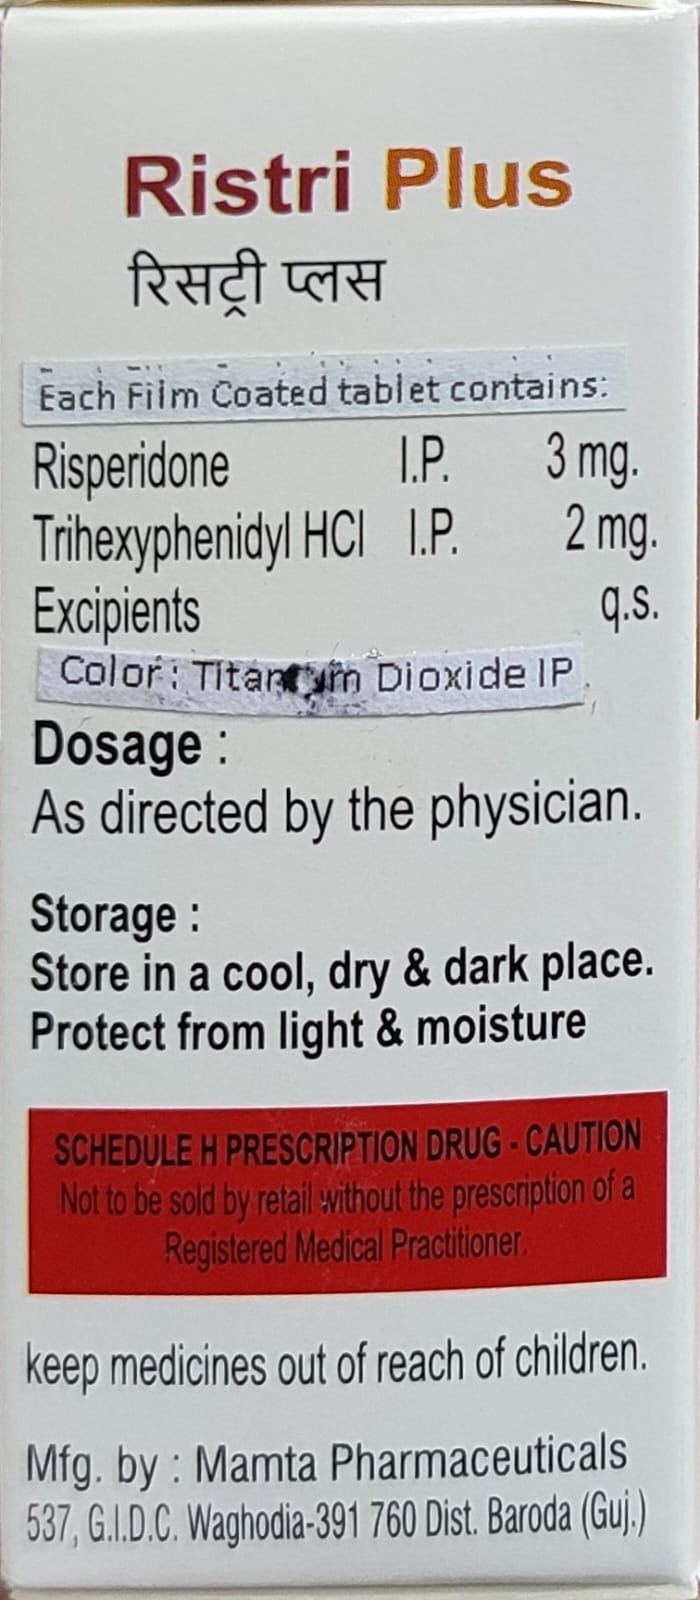 Ristri Plus
रिसट्री प्लस
Each Film Coated tablet contains:
Risperidone I.P. 3 mg.
Trihexyphenidyl HCl I.P. 2 mg.
Excipients q.s.
Color: Titanium Dioxide IP.
Dosage :
As directed by the physician.
Storage :
Store in a cool, dry & dark place.
Protect from light & moisture
SCHEDULE H PRESCRIPTION DRUG - CAUTION
Not to be sold by retail without the prescription of a
Registered Medical Practitioner.
keep medicines out of reach of children.
Mfg. by : Mamta Pharmaceuticals
537, G.I.D.C. Waghodia-391 760 Dist. Baroda (Guj.)